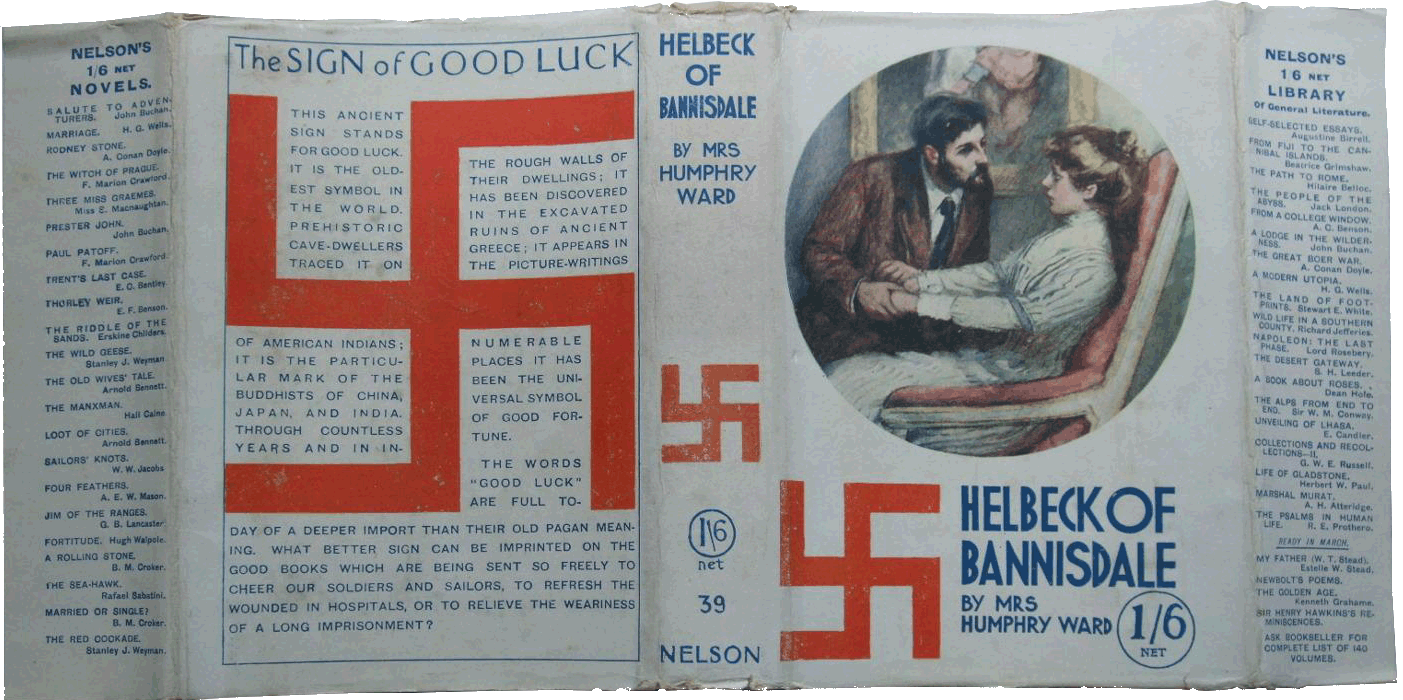 NELSON'S
1/6 NET
NOVELS.
SALUTE TO ADVEN-
TURERS. John Buchan.
MARRIAGE. H. G. Wells.
RODNEY STONE.
A. Conan Doyle.
THE WITCH OF PRAGUE.
F. Marion Crawford.
THREE MISS GRAEMES.
Miss S. Macnaughtan.
PRESTER JOHN.
John Buchan.
PAUL PATOFF.
F. Marion Crawford.
TRENT'S LAST CASE.
E. C. Bentley.
THORLEY WEIR.
E. F. Benson.
THE RIDDLE OF THE
SANDS. Erskine Childers.
THE WILD GEESE.
Stanley J. Weyman
THE OLD WIVES' TALE.
Arnold Bennett.
THE MANXMAN.
Hall Caine
LOOT OF CITIES.
Arnold Bennett.
SAILORS' KNOTS.
W. W. Jacobs
FOUR FEATHERS.
A. E. W. Mason.
JIM OF THE RANGES.
G. B. Lancaster.
FORTITUDE. Hugh Walpole.
A ROLLING STONE.
B. M. Croker.
THE SEA-HAWK.
Rafael Sabatini.
MARRIED OR SINGLE?
B. M. Croker.
THE RED COCKADE.
Stanley J. Weyman.
The SIGN of GOOD LUCK
THIS ANCIENT
SIGN STANDS
FOR GOOD LUCK.
IT IS THE OLD-
EST SYMBOL IN
THE WORLD.
PREHISTORIC
CAVE-DWELLERS
TRACED IT ON
THE ROUGH WALLS OF
THEIR DWELLINGS; IT
HAS BEEN DISCOVERED
IN THE EXCAVATED
RUINS OF ANCIENT
GREECE; IT APPEARS IN
THE PICTURE-WRITINGS
OF AMERICAN INDIANS;
IT IS THE PARTICU-
LAR MARK OF THE
BUDDHISTS OF CHINA,
JAPAN, AND INDIA.
THROUGH COUNTLESS
YEARS AND IN IN-
NUMERABLE
PLACES IT HAS
BEEN THE UNI-
VERSAL SYMBOL
OF GOOD FOR-
TUNE.
THE WORDS
"GOOD LUCK"
ARE FULL TO-
DAY OF A DEEPER IMPORT THAN THEIR OLD PAGAN MEAN-
ING. WHAT BETTER SIGN CAN BE IMPRINTED ON THE
GOOD BOOKS WHICH ARE BEING SENT SO FREELY TO
CHEER OUR SOLDIERS AND SAILORS, TO REFRESH THE
WOUNDED IN HOSPITALS, OR TO RELIEVE THE WEARINESS
OF A LONG IMPRISONMENT?
HELBECK
OF
BANNISDALE
BY MRS
HUMPHRY
WARD
1/6
net
39
NELSON
HELBECK OF
BANNISDALE
BY MRS
HUMPHRY WARD
1/6
NET
NELSON'S
1 6 NET
LIBRARY
Of General Literature.
SELF-SELECTED ESSAYS.
Augustine Birrell.
FROM FIJI TO THE CAN-
NIBAL ISLANDS.
Beatrice Grimshaw.
THE PATH TO ROME.
Hilaire Belloc.
THE PEOPLE OF THE
ABYSS. Jack London.
FROM A COLLEGE WINDOW.
A. C. Benson.
A LODGE IN THE WILDER-
NESS. John Buchan.
THE GREAT BOER WAR.
A. Conan Doyle.
A MODERN UTOPIA.
H. G. Wells.
THE LAND OF FOOT-
PRINTS. Stewart E. White.
WILD LIFE IN A SOUTHERN
COUNTY. Richard Jefferies.
NAPOLEON: THE LAST
PHASE. Lord Rosebery.
THE DESERT GATEWAY.
S. H. Leeder.
A BOOK ABOUT ROSES.
Dean Hole.
THE ALPS FROM END TO
END. Sir W. M. Conway.
UNVEILING OF LHASA.
E. Candler.
COLLECTIONS AND RECOL-
LECTIONS—II.
G. W. E. Russell.
LIFE OF GLADSTONE.
Herbert W. Paul.
MARSHAL MURAT.
A. H. Atteridge.
THE PSALMS IN HUMAN
LIFE. R. E. Prothero.
READY IN MARCH.
MY FATHER (W. T. Stead).
Estelle W. Stead.
NEWBOLT'S POEMS.
THE GOLDEN AGE.
Kenneth Grahame.
SIR HENRY HAWKINS'S RE-
MINISCENCES.
ASK BOOKSELLER FOR
COMPLETE LIST OF 140
VOLUMES.